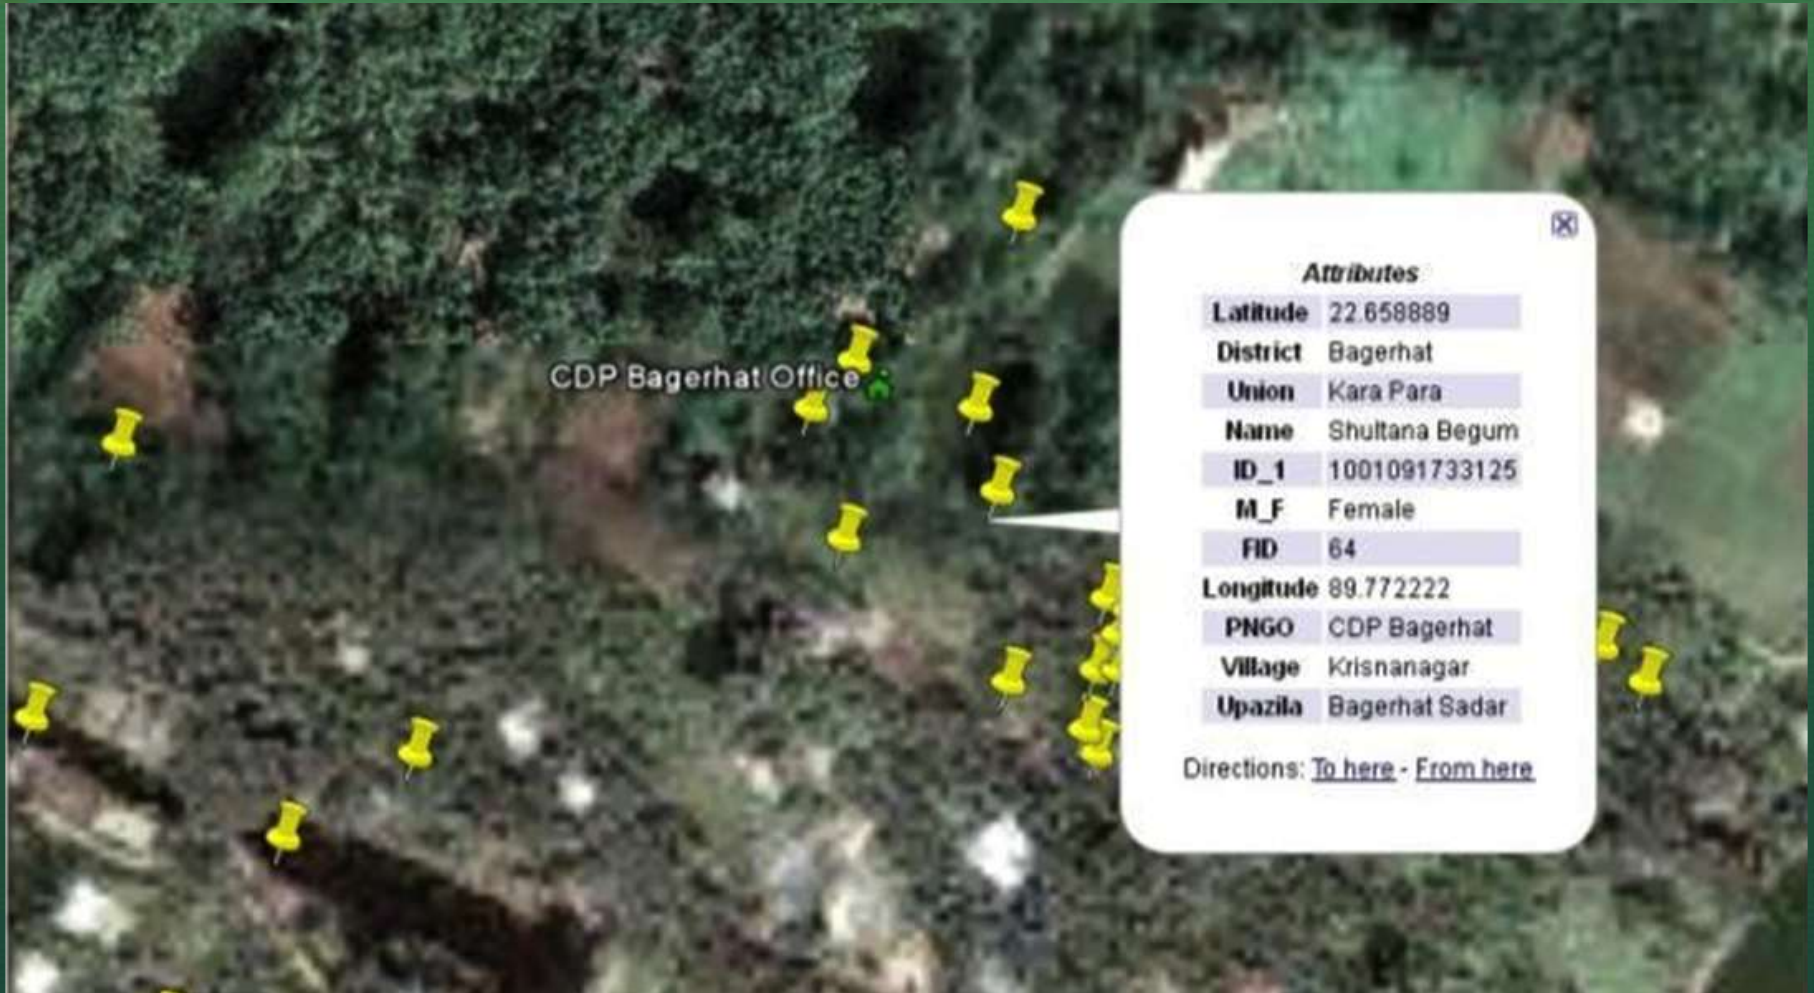 CDP Bagerhat Office
Attributes
Latitude 22.658889
District Bagerhat
Union Kara Para
Name Shultana Begum
ID_1 1001091733125
M_F Female
FID 64
Longitude 89.772222
PNGO CDP Bagerhat
Village Krisnanagar
Upazila Bagerhat Sadar
Directions: To here - From here